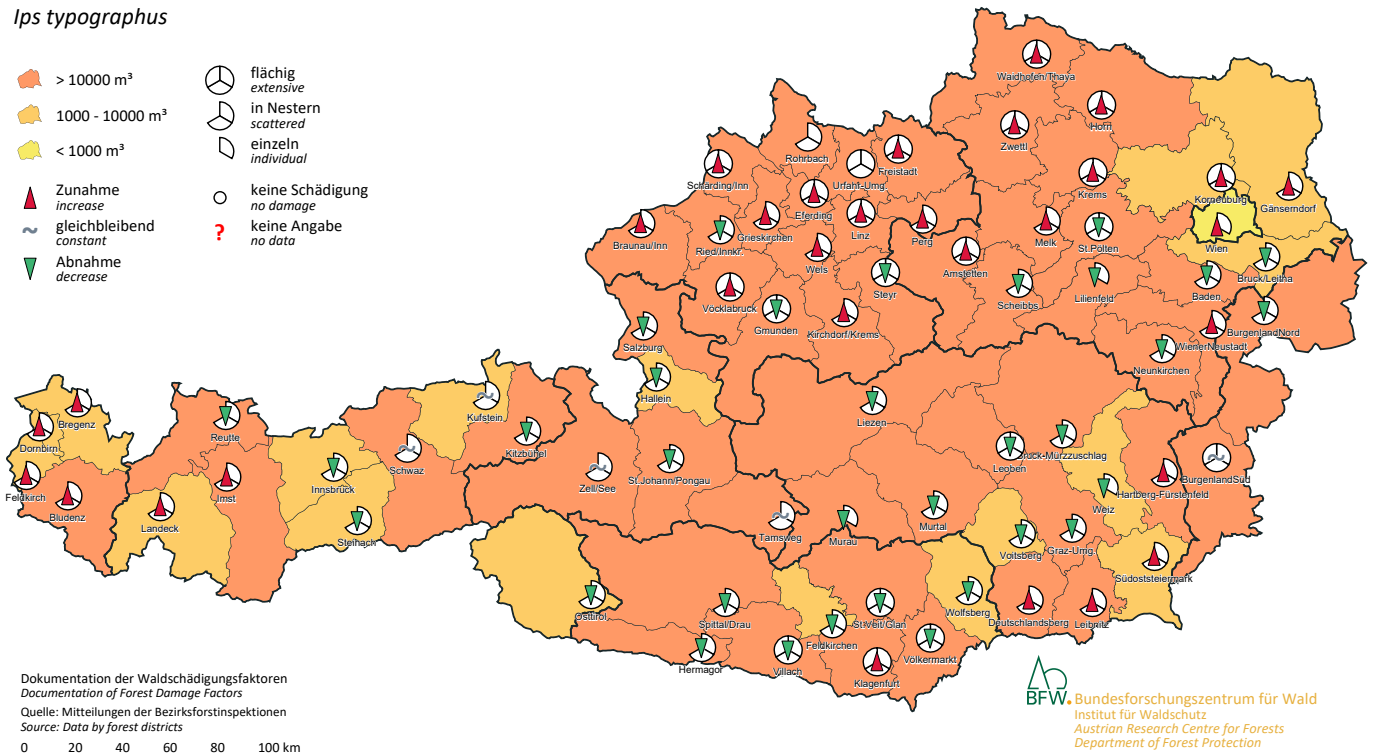 Ips typographus
> 10000 m³
1000 - 10000 m³
< 1000 m³
flächig
extensive
in Nestern
scattered
einzeln
individual
Zunahme
increase
gleichbleibend
constant
Abnahme
decrease
keine Schädigung
no damage
?
keine Angabe
no data
Waidhofen/Thaya
Horn
Zwettl
Rohrbach
Urfahr-Umg.
Freistadt
Schärding/Inn
Krems
Korneuburg
Gänserndorf
Eferding
Grieskirchen
Linz
Perg
Melk
St.Pölten
Wien
Braunau/Inn
Ried/Innkr.
Wels
Amstetten
Bruck/Leitha
Steyr
Scheibbs
Lilienfeld
Baden
Vöcklabruck
Gmunden
Kirchdorf/Krems
BurgenlandNord
WienerNeustadt
Salzburg
Neunkirchen
Hallein
Kufstein
Bregenz
Dornbirn
Reutte
Kitzbühel
Liezen
Schwaz
Leoben
Bruck-Mürzzuschlag
BurgenlandSüd
Feldkirch
Bludenz
Imst
Innsbruck
Zell/See
St.Johann/Pongau
Hartberg-Fürstenfeld
Landeck
Steinach
Tamsweg
Murau
Murtal
Weiz
Voitsberg
Graz-Umg.
Südoststeiermark
Osttirol
Spittal/Drau
Feldkirchen
St.Veit/Glan
Wolfsberg
Deutschlandsberg
Leibnitz
Hermagor
Villach
Klagenfurt
Völkermarkt
Dokumentation der Waldschädigungsfaktoren
Documentation of Forest Damage Factors
Quelle: Mitteilungen der Bezirksforstinspektionen
Source: Data by forest districts
0 20 40 60 80 100 km
BFW.
Bundesforschungszentrum für Wald
Institut für Waldschutz
Austrian Research Centre for Forests
Department of Forest Protection